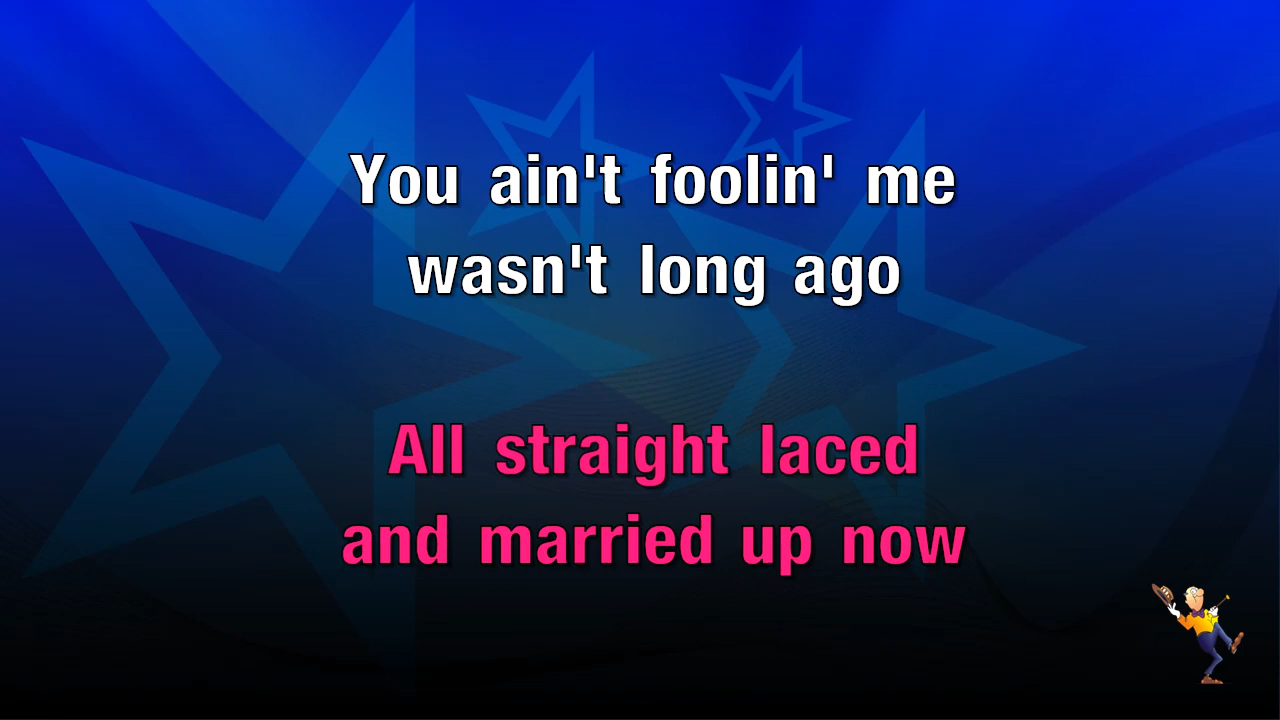 You ain't foolin' me
wasn't long ago
All straight laced
and married up now